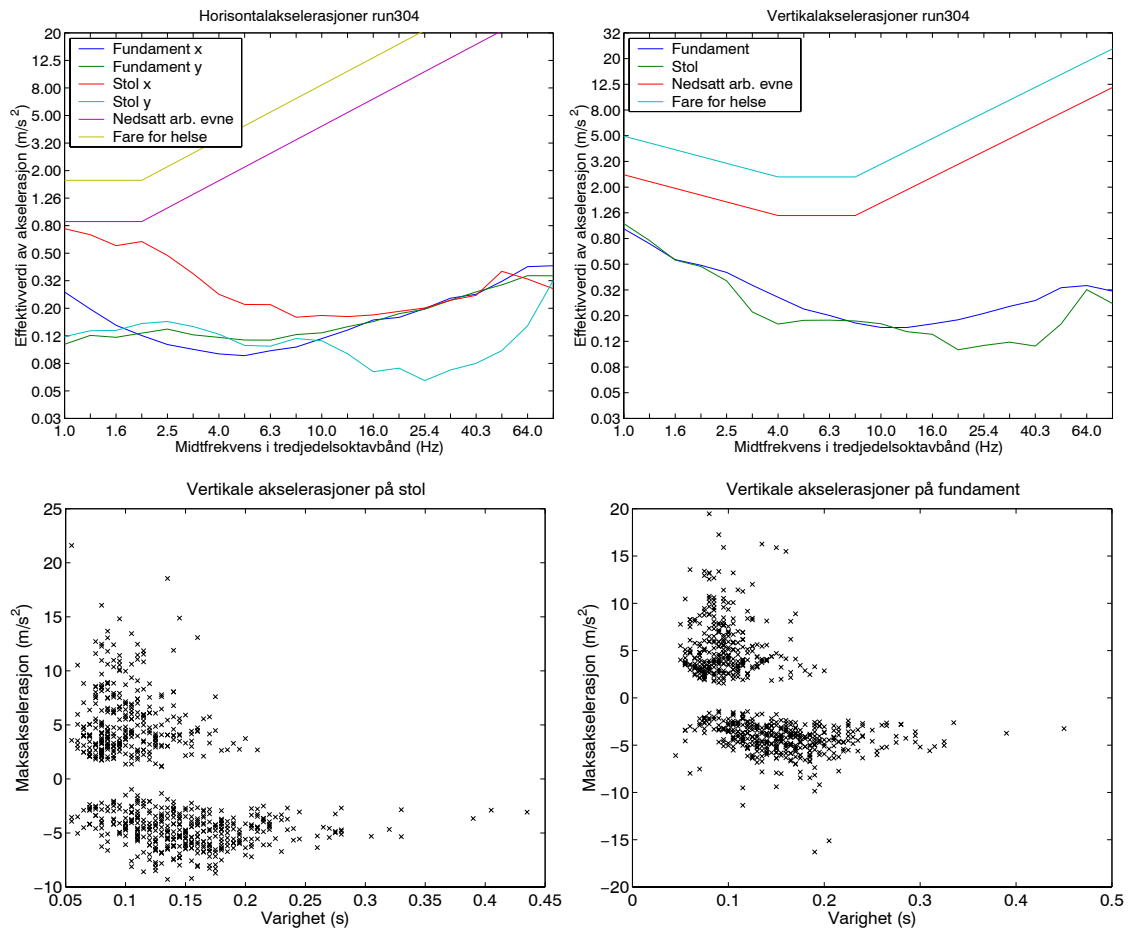 Horisontalakselerasjoner run304
Effektivverdi av akselerasjon (m/s²)
20
12.5
8.00
5.00
3.20
2.00
1.26
0.80
0.50
0.32
0.20
0.12
0.08
0.05
0.03
Fundament x
Fundament y
Stol x
Stol y
Nedsatt arb. evne
Fare for helse
1.0 1.6 2.5 4.0 6.3 10.0 16.0 25.4 40.3 64.0
Midtfrekvens i tredjedelsoktavbånd (Hz)
Vertikalakselerasjoner run304
Effektivverdi av akselerasjon (m/s²)
32
20
12.5
8.00
5.00
3.20
2.00
1.26
0.80
0.50
0.32
0.20
0.12
0.08
0.05
0.03
Fundament
Stol
Nedsatt arb. evne
Fare for helse
1.0 1.6 2.5 4.0 6.3 10.0 16.0 25.4 40.3 64.0
Midtfrekvens i tredjedelsoktavbånd (Hz)
Vertikale akselerasjoner på stol
Maksakselerasjon (m/s²)
25
20
15
10
5
0
−5
−10
0.05 0.1 0.15 0.2 0.25 0.3 0.35 0.4 0.45
Varighet (s)
Vertikale akselerasjoner på fundament
Maksakselerasjon (m/s²)
20
15
10
5
0
−5
−10
−15
−20
0 0.1 0.2 0.3 0.4 0.5
Varighet (s)